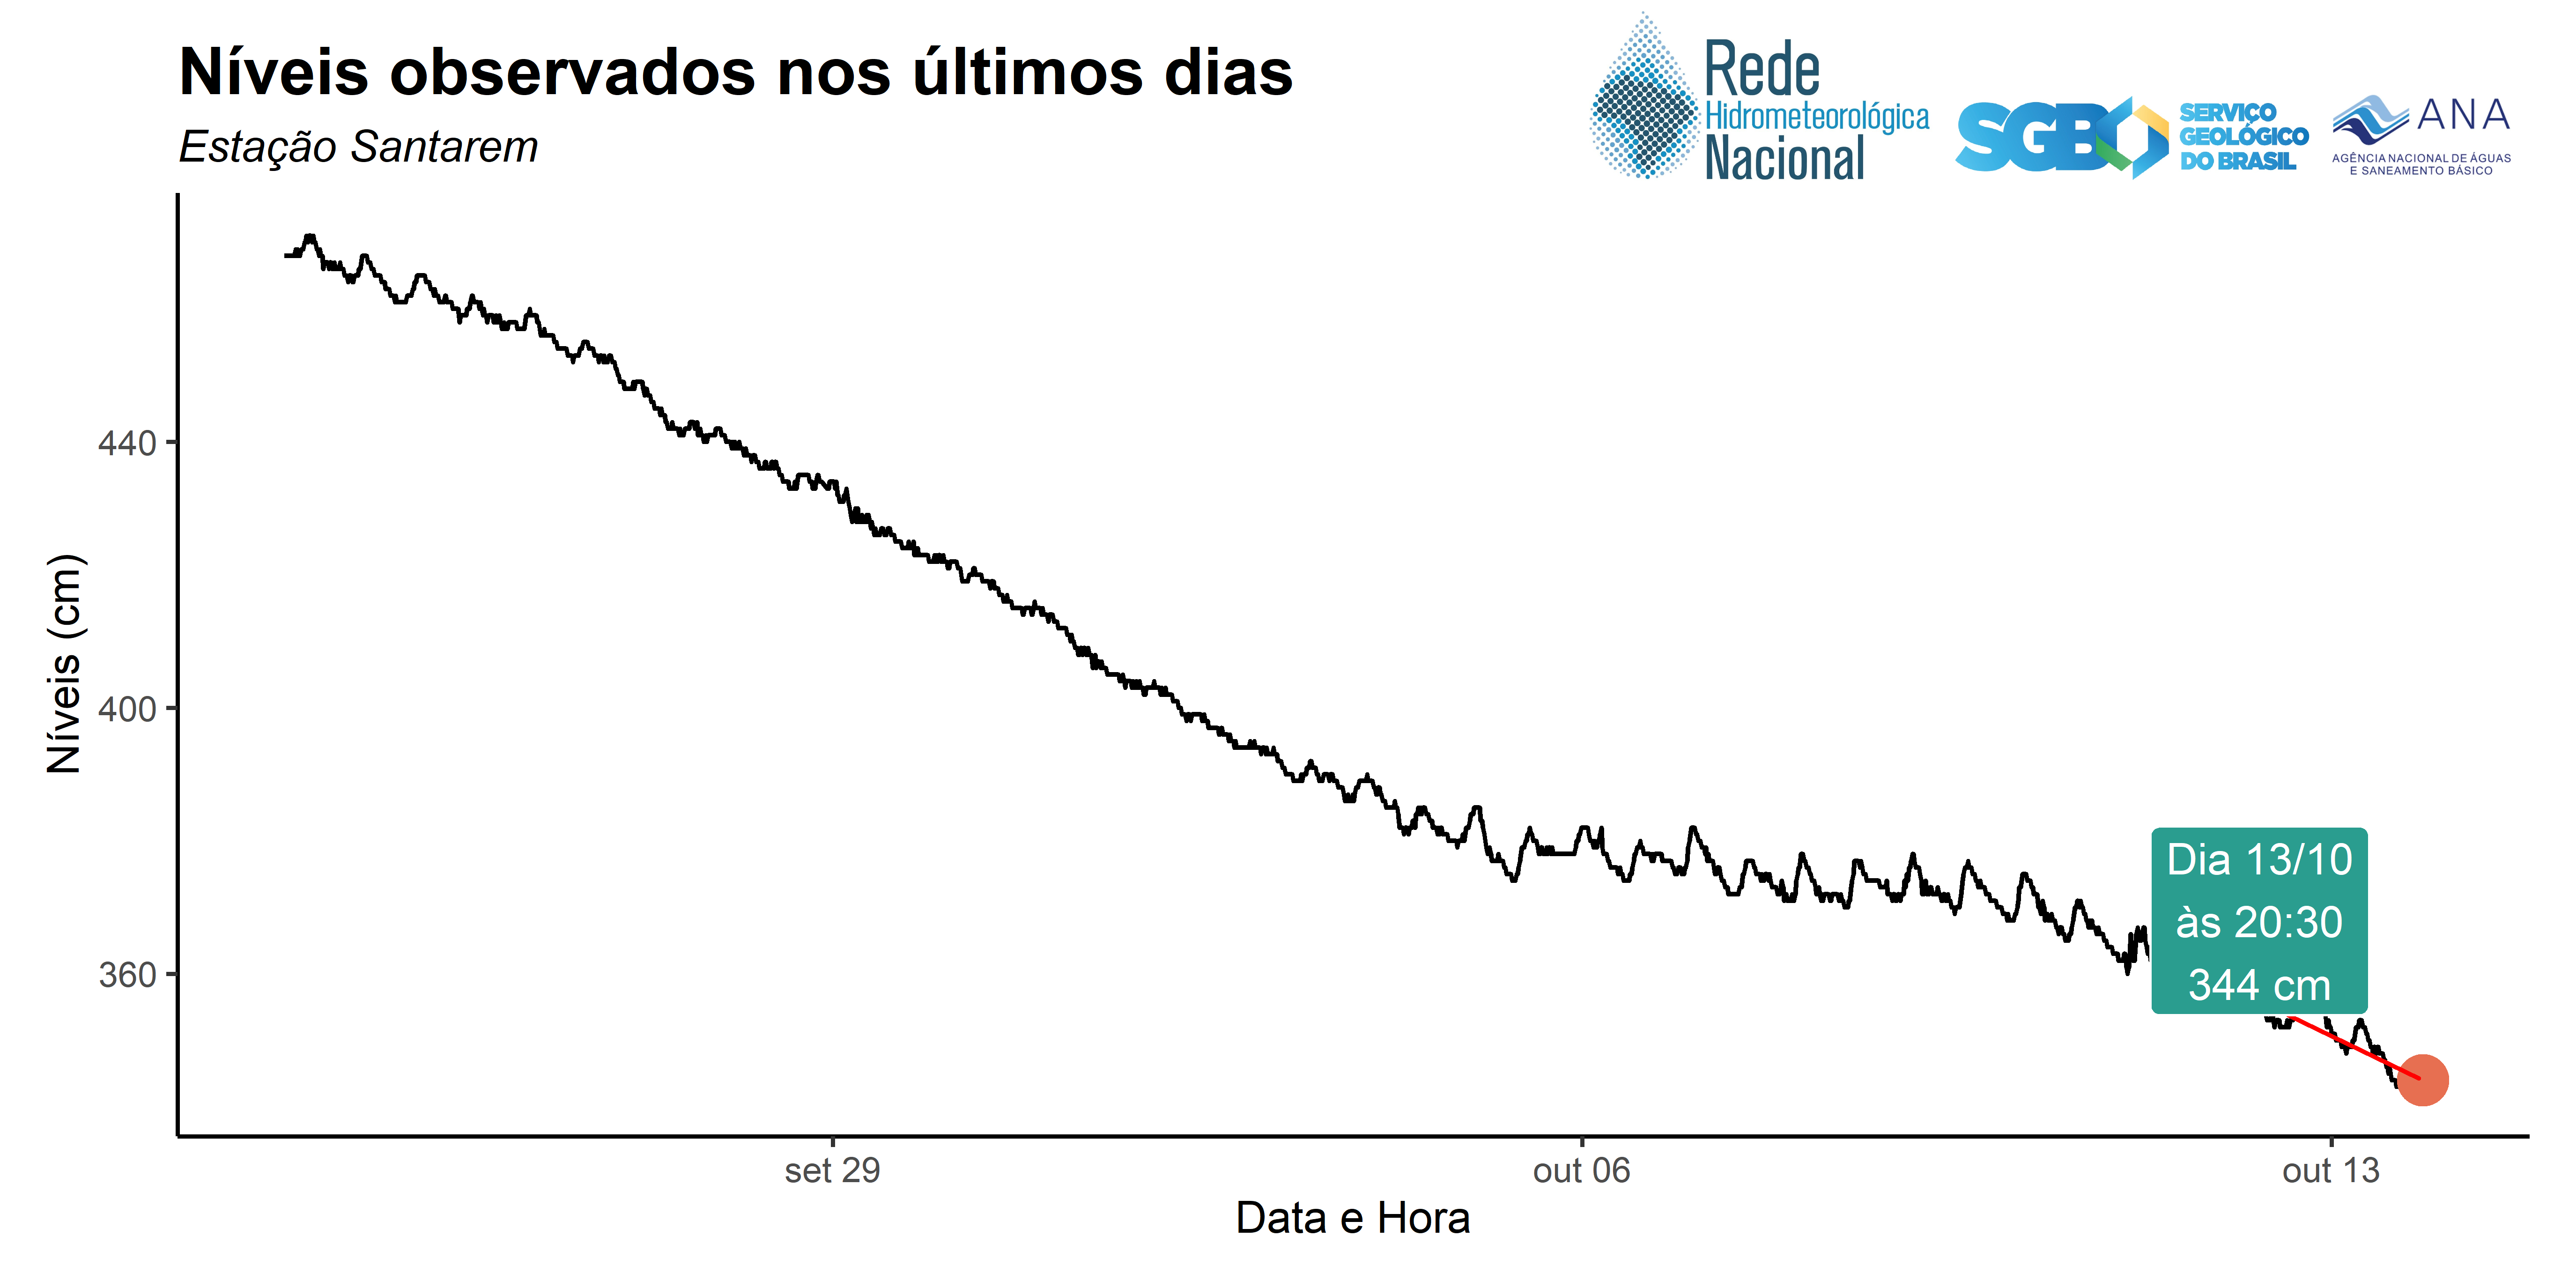 Níveis observados nos últimos dias
Estação Santarem
Rede
Hidrometeorológica
Nacional
SGB
SERVIÇO
GEOLÓGICO
DO BRASIL
ANA
AGÊNCIA NACIONAL DE ÁGUAS
E SANEAMENTO BÁSICO
Níveis (cm)
440
400
360
Dia 13/10
às 20:30
344 cm
set 29
out 06
out 13
Data e Hora